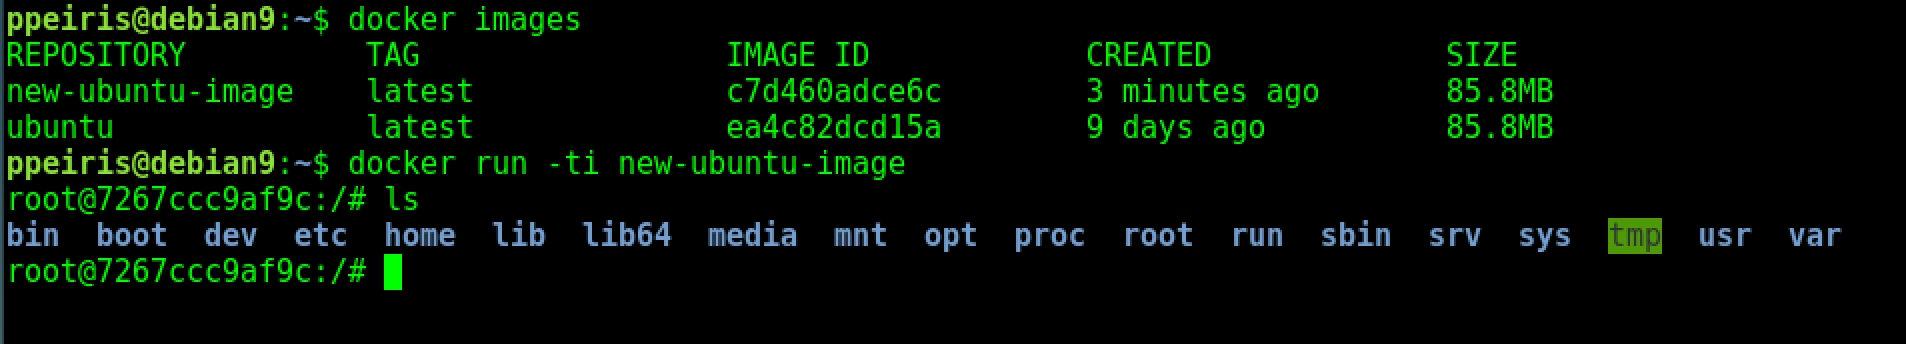 ppeiris@debian9:~$ docker images
REPOSITORY TAG IMAGE ID CREATED SIZE
new-ubuntu-image latest c7d460adce6c 3 minutes ago 85.8MB
ubuntu latest ea4c82dcd15a 9 days ago 85.8MB
ppeiris@debian9:~$ docker run -ti new-ubuntu-image
root@7267ccc9af9c:/# ls
bin boot dev etc home lib lib64 media mnt opt proc root run sbin srv sys tmp usr var
root@7267ccc9af9c:/#